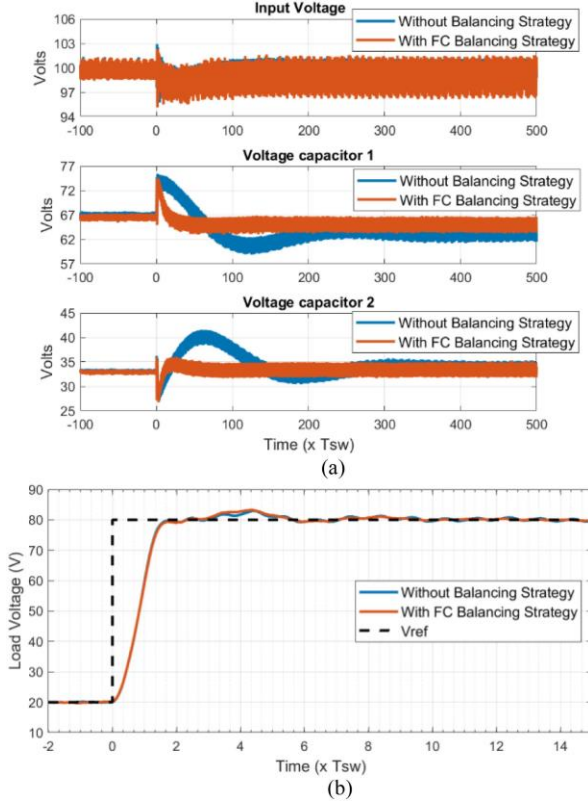 Input Voltage
106
103
100
97
94
Volts
Without Balancing Strategy
With FC Balancing Strategy
-100 0 100 200 300 400 500
Voltage capacitor 1
77
72
67
62
57
Volts
Without Balancing Strategy
With FC Balancing Strategy
-100 0 100 200 300 400 500
Voltage capacitor 2
45
40
35
30
25
Volts
Without Balancing Strategy
With FC Balancing Strategy
-100 0 100 200 300 400 500
Time (x Tsw)
(a)
90
80
70
60
50
40
30
20
10
Load Voltage (V)
Without Balancing Strategy
With FC Balancing Strategy
Vref
-2 0 2 4 6 8 10 12 14
Time (x Tsw)
(b)